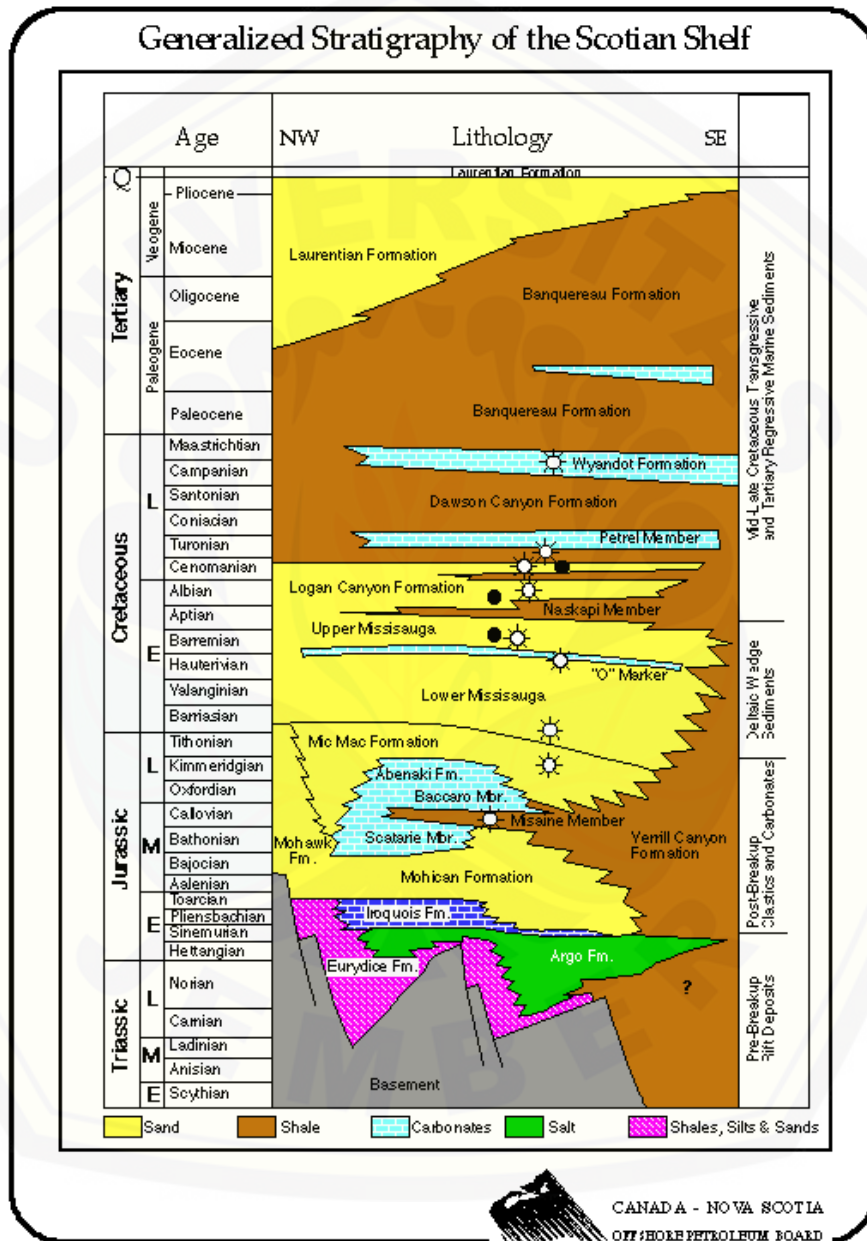 Generalized Stratigraphy of the Scotian Shelf
Age
NW
Lithology
SE
Q
Laurentian Formation
Tertiary
Neogene
Pliocene
Miocene
Paleogene
Oligocene
Eocene
Paleocene
Cretaceous
L
Maastrichtian
Campanian
Santonian
Coniacian
Turonian
Cenomanian
E
Albian
Aptian
Barremian
Hauterivian
Valanginian
Barriasian
Jurassic
L
Tithonian
Kimmeridgian
Oxfordian
M
Callovian
Bathonian
Bajocian
Aalenian
E
Toarcian
Pliensbachian
Sinemurian
Hettangian
Triassic
L
Norian
Carnian
M
Ladinian
Anisian
E
Scythian
Laurentian Formation
Banquereau Formation
Banquereau Formation
Wyandot Formation
Dawson Canyon Formation
Petrel Member
Logan Canyon Formation
Naskapi Member
Upper Missisauga
"O" Marker
Lower Missisauga
Mic Mac Formation
Abenaki Fm.
Baccaro Mbr.
Misaine Member
Scatarie Mbr.
Mohawk
Fm.
Yerrill Canyon
Formation
Mohican Formation
Iroquois Fm.
Argo Fm.
Eurydice Fm.
?
Basement
Mid-Late Cretaceous Transgressive
and Tertiary Regressive Marine Sediments
Deltaic Wedge
Sediments
Post-Breakup
Clastics and Carbonates
Pre-Breakup
Rift Deposits
Sand
Shale
Carbonates
Salt
Shales, Silts & Sands
CANADA - NOVA SCOTIA
OFFSHORE PETROLEUM BOARD